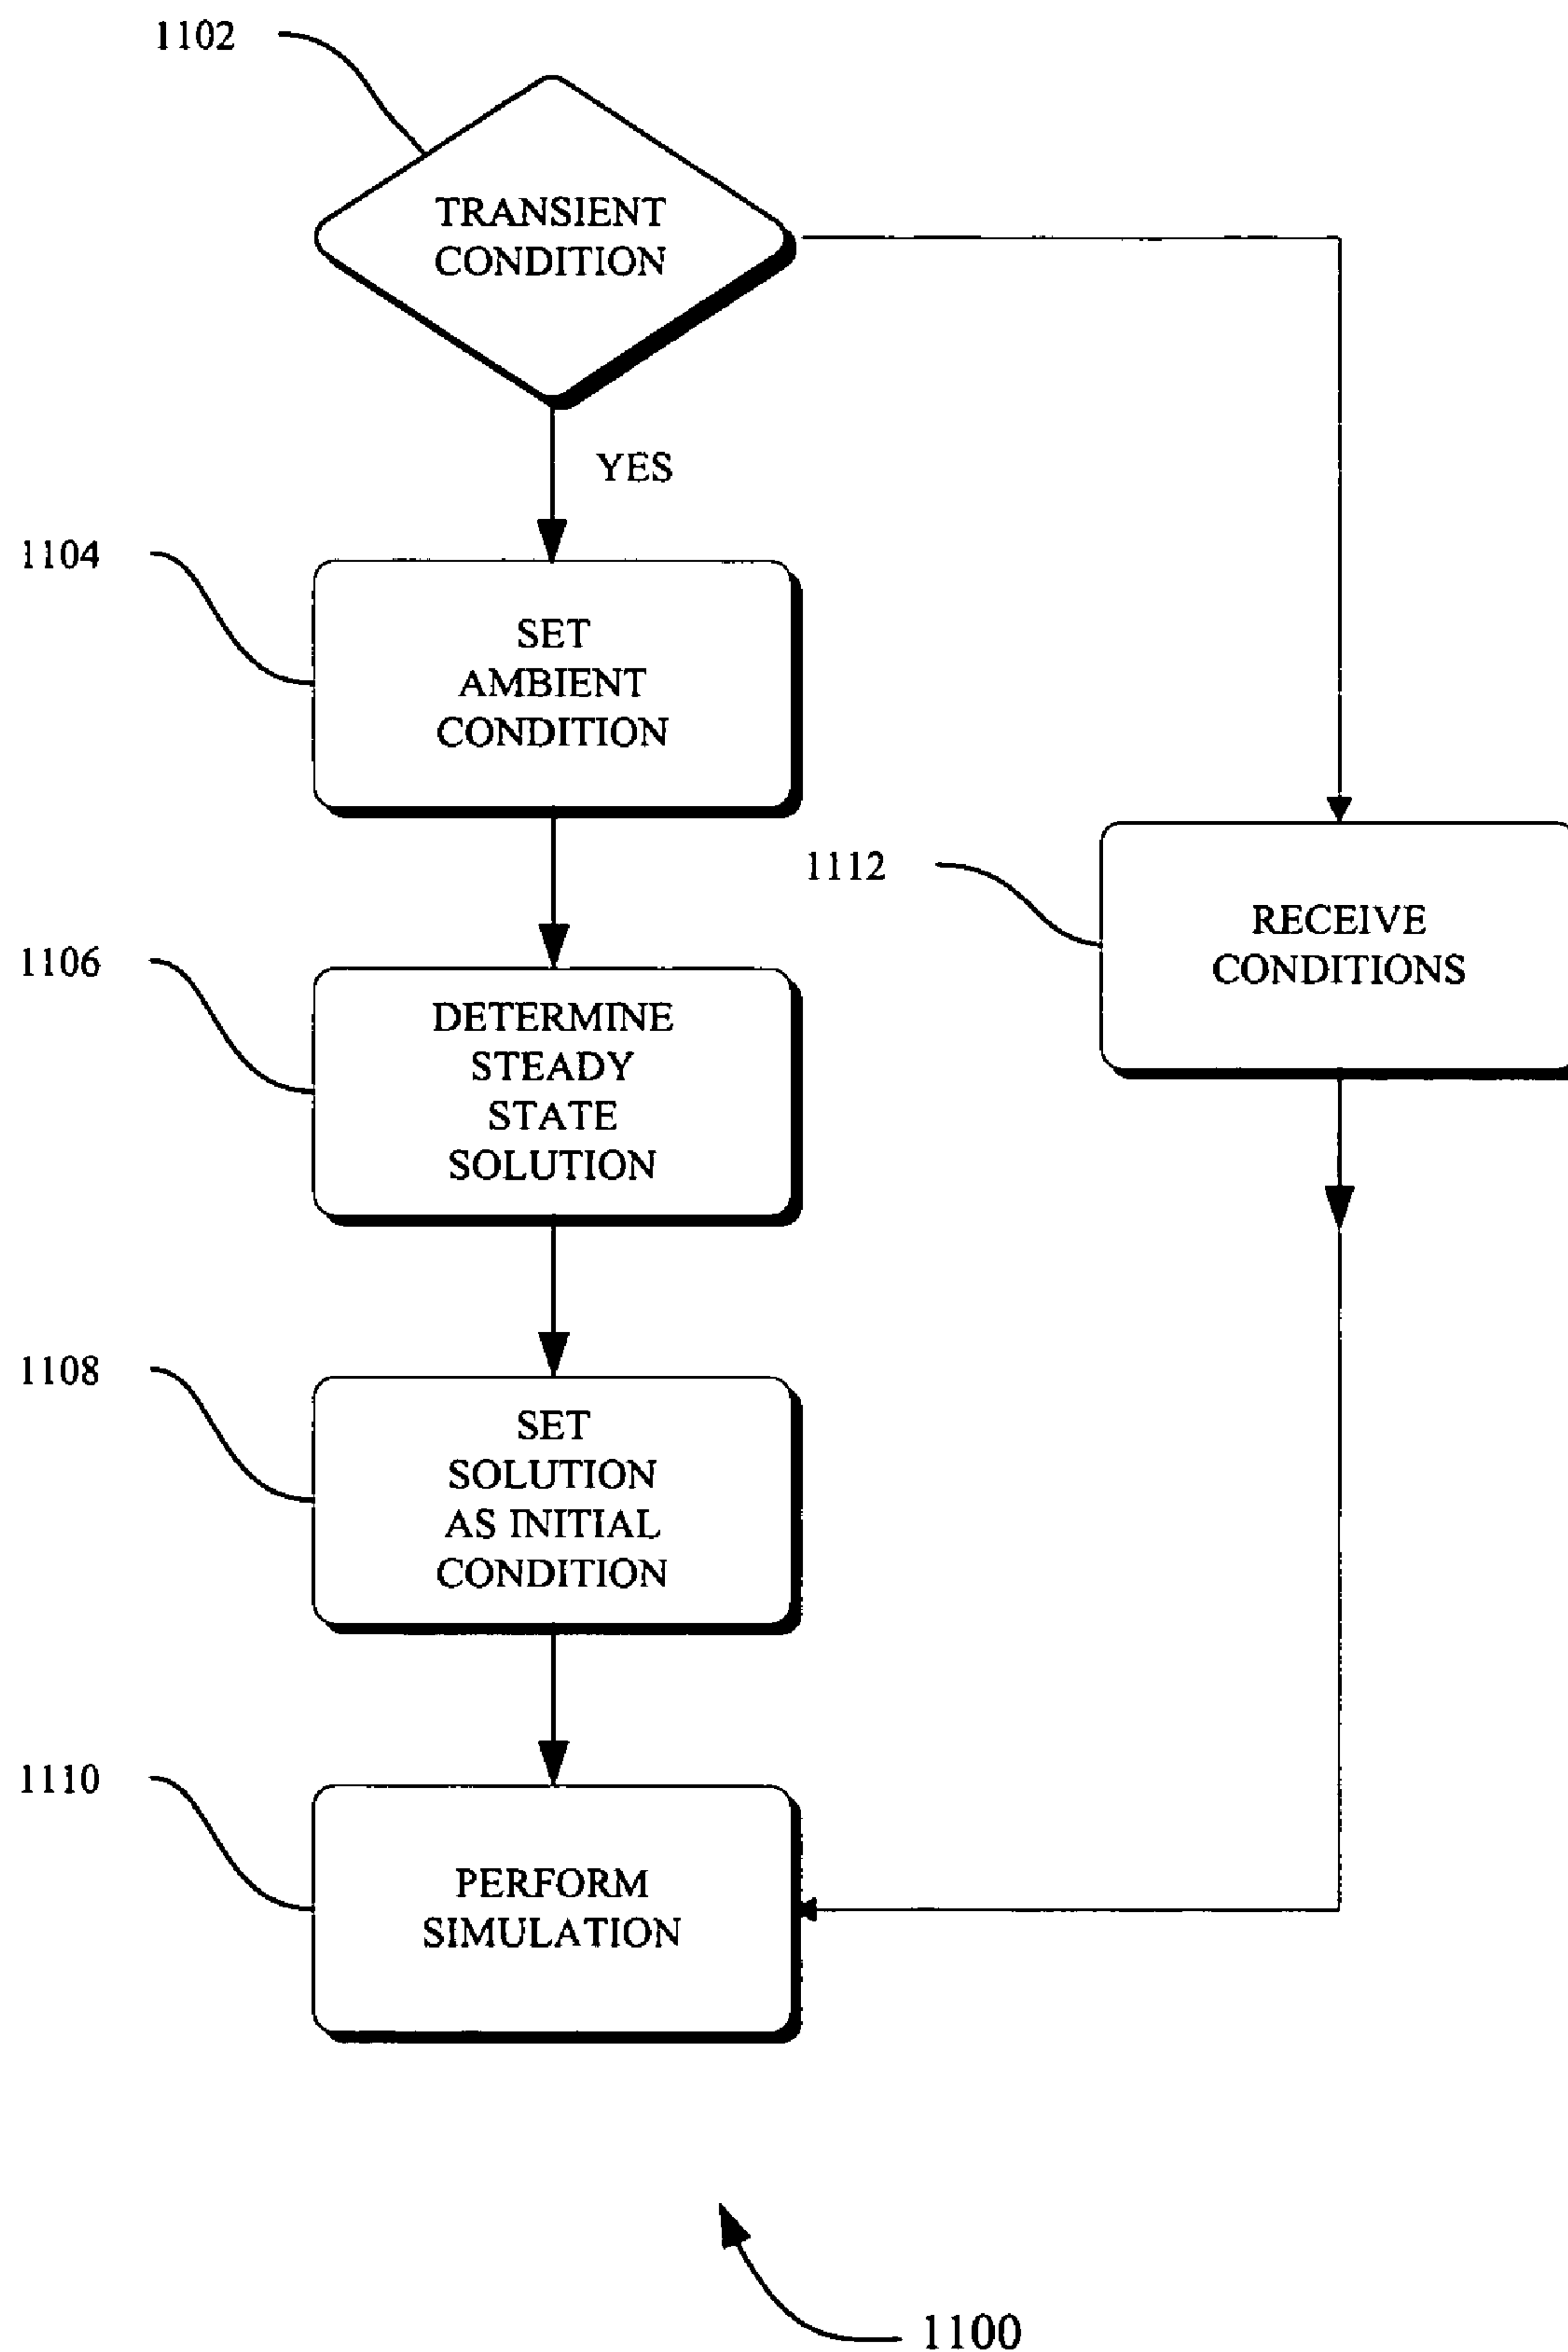 1102
TRANSIENT
CONDITION
YES
1104
SET
AMBIENT
CONDITION
1112
RECEIVE
CONDITIONS
1106
DETERMINE
STEADY
STATE
SOLUTION
1108
SET
SOLUTION
AS INITIAL
CONDITION
1110
PERFORM
SIMULATION
1100